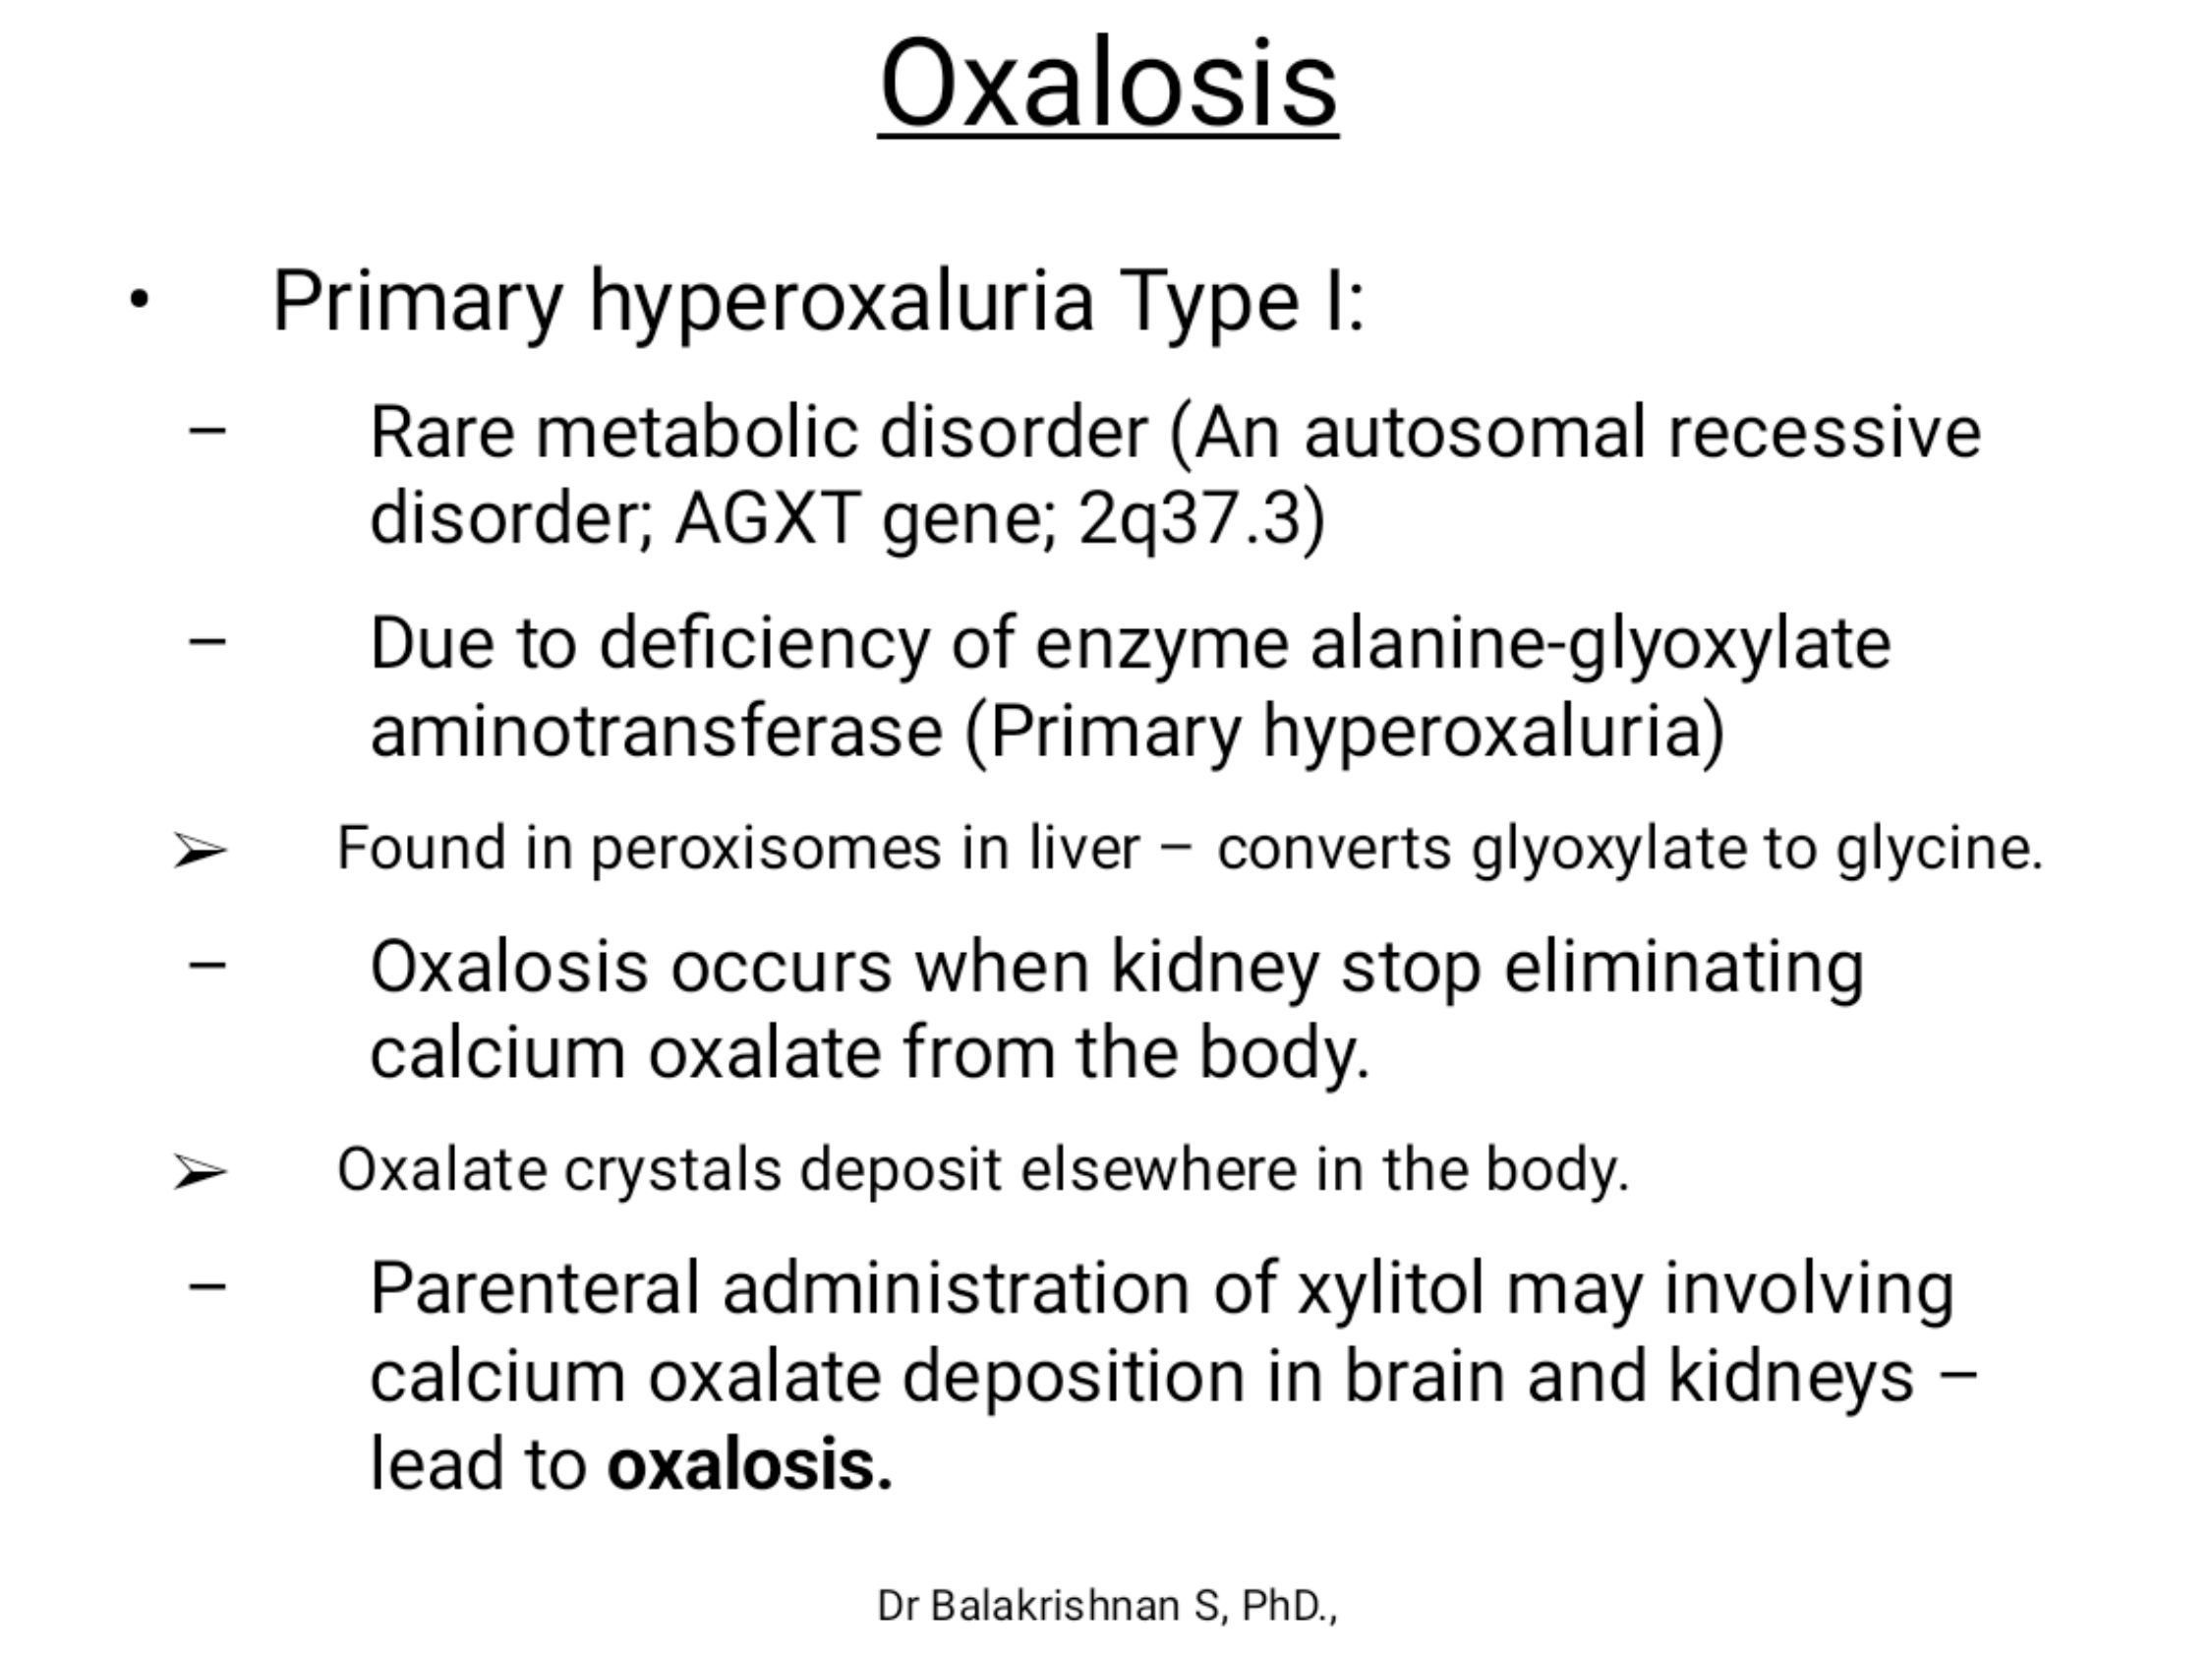 Oxalosis
• Primary hyperoxaluria Type I:
– Rare metabolic disorder (An autosomal recessive
disorder; AGXT gene; 2q37.3)
– Due to deficiency of enzyme alanine-glyoxylate
aminotransferase (Primary hyperoxaluria)
➢ Found in peroxisomes in liver – converts glyoxylate to glycine.
– Oxalosis occurs when kidney stop eliminating
calcium oxalate from the body.
➢ Oxalate crystals deposit elsewhere in the body.
– Parenteral administration of xylitol may involving
calcium oxalate deposition in brain and kidneys –
lead to oxalosis.
Dr Balakrishnan S, PhD.,